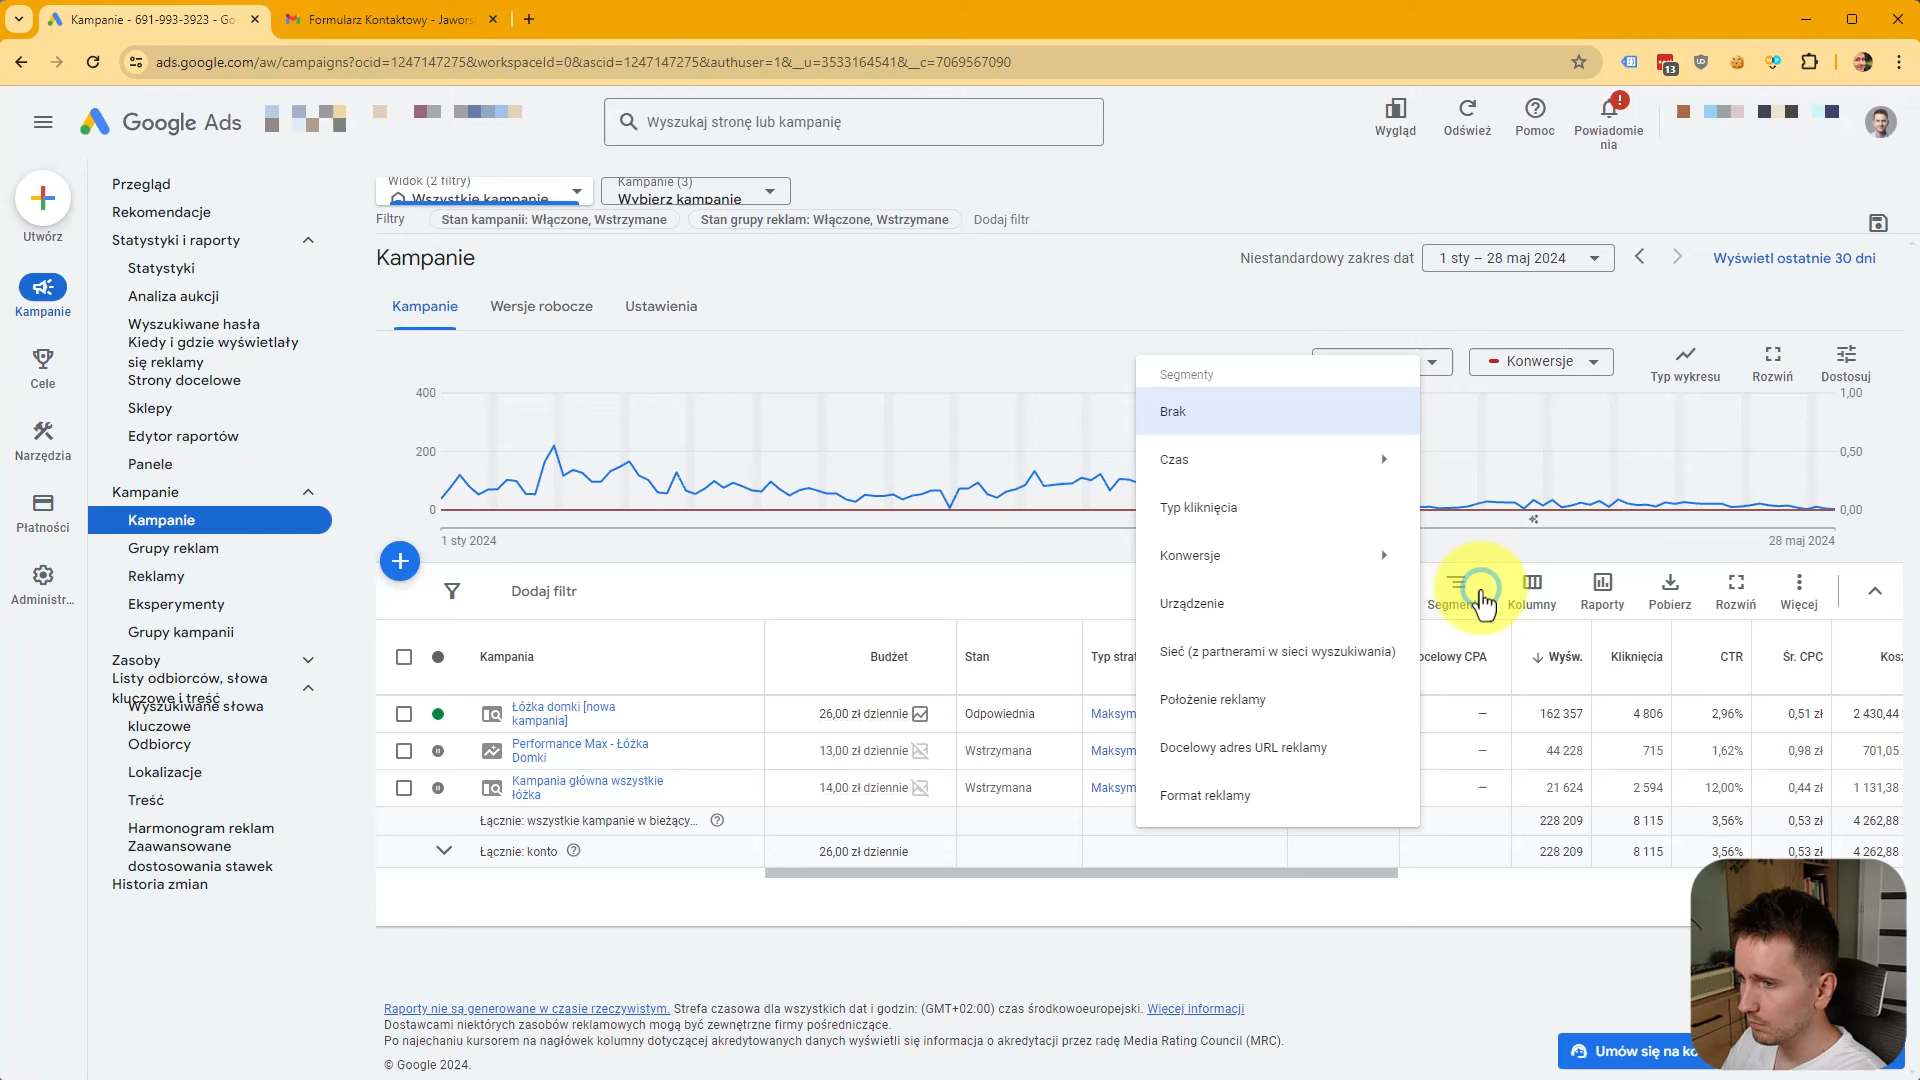 Kampanie - 691-993-3923 - Go
Formularz Kontaktowy - Jawors
ads.google.com/aw/campaigns?ocid=1247147275&workspaceId=0&ascid=1247147275&authuser=1&__u=3533164541&__c=7069567090
13
Google Ads
Wyszukaj stronę lub kampanię
Wygląd
Odśwież
Pomoc
Powiadomie
nia
Utwórz
Kampanie
Cele
Narzędzia
Płatności
Administr...
Przegląd
Rekomendacje
Statystyki i raporty
Statystyki
Analiza aukcji
Wyszukiwane hasła
Kiedy i gdzie wyświetlały
się reklamy
Strony docelowe
Sklepy
Edytor raportów
Panele
Kampanie
Kampanie
Grupy reklam
Reklamy
Eksperymenty
Grupy kampanii
Zasoby
Listy odbiorców, słowa
kluczowe i treść
Wyszukiwane słowa
kluczowe
Odbiorcy
Lokalizacje
Treść
Harmonogram reklam
Zaawansowane
dostosowania stawek
Historia zmian
Widok (2 filtry)
Wszystkie kampanie
Kampanie (3)
Wybierz kampanię
Filtry
Stan kampanii: Włączone, Wstrzymane
Stan grupy reklam: Włączone, Wstrzymane
Dodaj filtr
Kampanie
Niestandardowy zakres dat
1 sty – 28 maj 2024
Wyświetl ostatnie 30 dni
Kampanie
Wersje robocze
Ustawienia
Konwersje
Typ wykresu
Rozwiń
Dostosuj
400
200
0
1,00
0,50
0,00
1 sty 2024
28 maj 2024
Segmenty
Brak
Czas
Typ kliknięcia
Konwersje
Urządzenie
Sieć (z partnerami w sieci wyszukiwania)
Położenie reklamy
Docelowy adres URL reklamy
Format reklamy
Dodaj filtr
Segmenty
Kolumny
Raporty
Pobierz
Rozwiń
Więcej
Kampania
Budżet
Stan
Typ strat
ocelowy CPA
Wyśw.
Kliknięcia
CTR
Śr. CPC
Kosz
Łóżka domki [nowa
kampania]
26,00 zł dziennie
Odpowiednia
Maksym
–
162 357
4 806
2,96%
0,51 zł
2 430,44
Performance Max - Łóżka
Domki
13,00 zł dziennie
Wstrzymana
Maksym
–
44 228
715
1,62%
0,98 zł
701,05
Kampania główna wszystkie
łóżka
14,00 zł dziennie
Wstrzymana
Maksym
–
21 624
2 594
12,00%
0,44 zł
1 131,38
Łącznie: wszystkie kampanie w bieżący...
228 209
8 115
3,56%
0,53 zł
4 262,88
Łącznie: konto
26,00 zł dziennie
228 209
8 115
3,56%
0,53 zł
4 262,88
Raporty nie są generowane w czasie rzeczywistym. Strefa czasowa dla wszystkich dat i godzin: (GMT+02:00) czas środkowoeuropejski. Więcej informacji
Dostawcami niektórych zasobów reklamowych mogą być zewnętrzne firmy pośredniczące.
Po najechaniu kursorem na nagłówek kolumny dotyczącej akredytowanych danych wyświetli się informacja o akredytacji przez radę Media Rating Council (MRC).
© Google 2024.
Umów się na ko